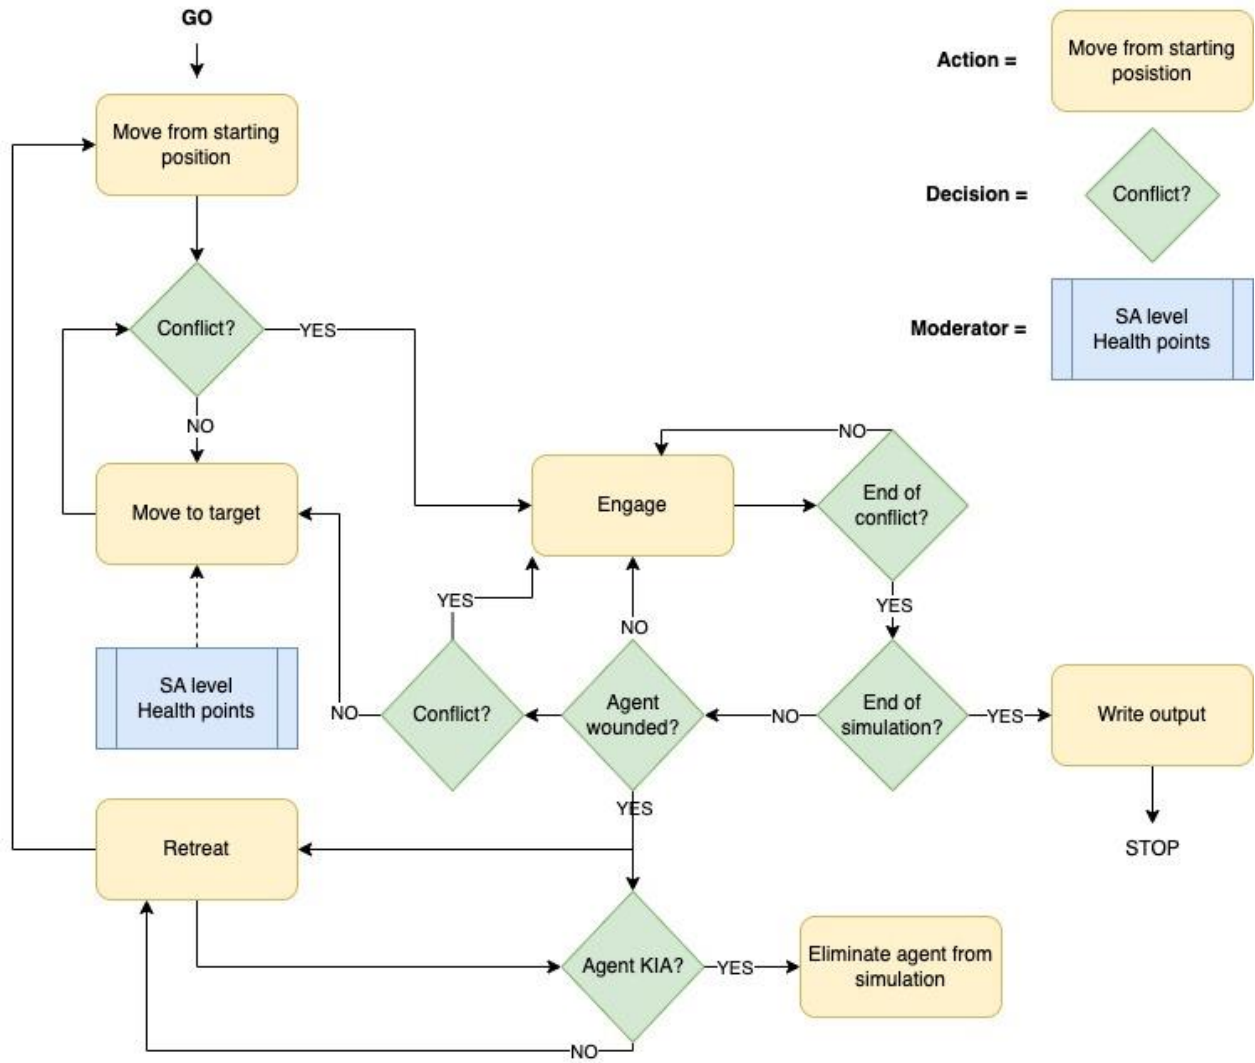 GO
Move from starting
position
Action =
Move from starting
posistion
Decision =
Conflict?
Moderator =
SA level
Health points
Conflict?
YES
NO
Move to target
SA level
Health points
Engage
NO
End of
conflict?
YES
YES
NO
NO
Conflict?
Agent
wounded?
NO
End of
simulation?
YES
Write output
STOP
YES
Retreat
Agent KIA?
YES
Eliminate agent from
simulation
NO